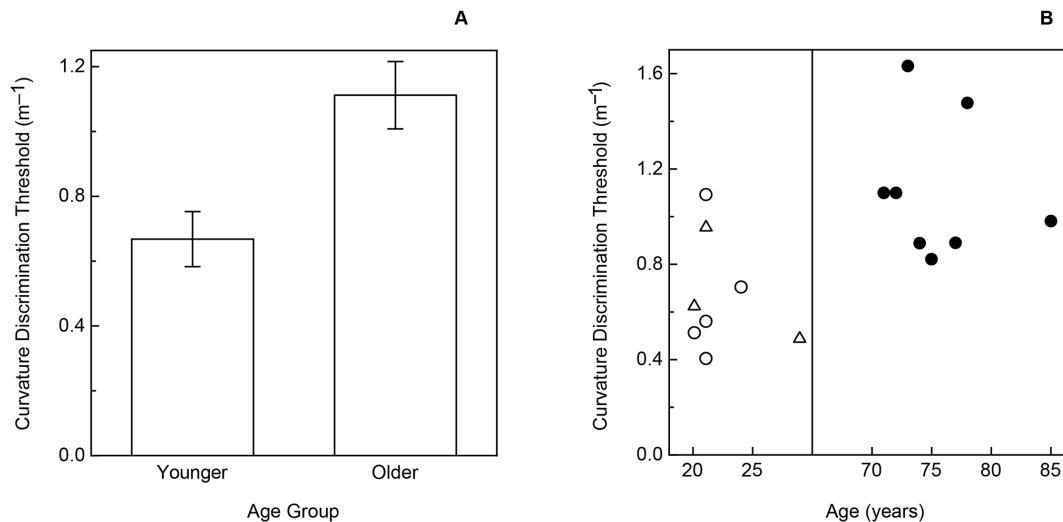 A
Curvature Discrimination Threshold (m⁻¹)
1.2
0.8
0.4
0.0
Younger Older
Age Group
B
Curvature Discrimination Threshold (m⁻¹)
1.6
1.2
0.8
0.4
0.0
20 25 70 75 80 85
Age (years)